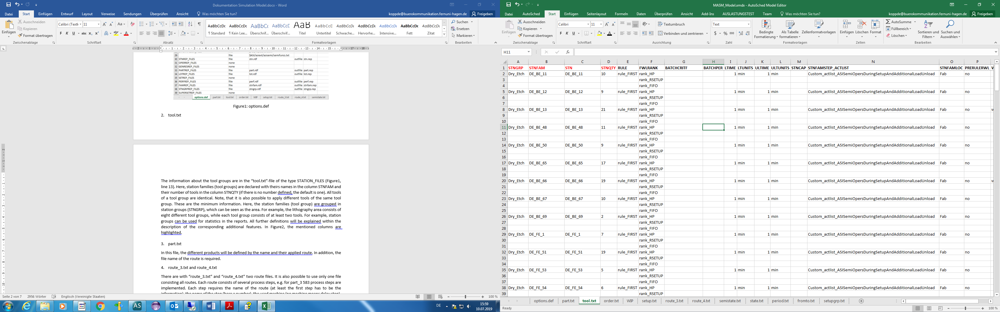 Dokumentation Simulation Model.docx - Word
Datei Start Einfügen Entwurf Layout Verweise Sendungen Überprüfen Ansicht Was möchten Sie tun? koppde@buerokommunikation.fernuni-hagen.de Freigeben
Einfügen Ausschneiden Kopieren Format übertragen
Calibri (Textk 11
AaBbCcDc AaBbCcDc AaBbCc AaBbCcD AaB AaBbCcD AaBbCcDc AaBbCcDc AaBbCcDc AaBbCcDc AaBbCcDc
¶ Standard ¶ Kein Lee... Überschrif... Überschrif... Titel Untertitel Schwache... Hervorhe... Intensive... Fett Zitat
Suchen Ersetzen Markieren
Zwischenablage Schriftart Absatz Formatvorlagen Bearbeiten
29 file $ASI/asiext/asisemi/semifuncs.txt
30 STNREP_FILES file stn.rdf outfile stn.rep
31 OPERREP_FILES none
32 GENRESREP_FILES none
33 PARTREP_FILES file part.rdf outfile part.rep
34 LOTREP_FILES file lot.rdf outfile lot.rep
35 SETREP_FILES none
36 PERFREP_FILES file perf.rdf outfile perf.rep
37 FAMREP_FILES file stnfam.rdf outfile stnfam.rep
38 STNGRPREP_FILES file stngrp.rdf outfile stngrp.rep
39 SUPERSETREP_FILES none
options.def part.txt tool.txt order.txt WIP setup.txt route_3.txt route_4.txt semistate.txt
Figure1: options.def
2. tool.txt
The information about the tool groups are in the “tool.txt”-file of the type STATION_FILES (Figure1,
line 13). Here, station families (tool groups) are declared with theirs names in the column STNFAM and
their number of tools in the column STNQTY (if there is no number defined, the default is one). All tools
of a tool group are identical. Note, that it is also possible to apply different tools of the same tool
group. These are the minimum information. Here, the station families (tool group) are grouped in
station groups (STNGRP), which can be seen as the area. For example, the lithography area consists of
eight different tool groups, while each tool group consists of at least two tools. For example, station
groups can be used for statistics in the reports. All further definitions will be explained within the
description of the corresponding additional features. In Figure2, the mentioned columns are
highlighted.
3. part.txt
In this file, the different products will be defined by the name and their applied route. In addition, the
file name of the route is required.
4. route_3.txt and route_4.txt
There are with “route_3.txt” and “route_4.txt” two route files. It is also possible to use only one file
consisting all routes. Each route consists of several process steps, e.g. for part_3 583 process steps are
implemented. Each step requires the name of the route (at least the first step has to be the
information), the name of the step (here a number), the used machine (no machine means delay step),
Seite 2 von 7 2956 Wörter Englisch (Vereinigte Staaten) 100 %
DE 15:59
10.07.2019
MASM_Model.xmdx - AutoSched Model Editor
Datei AutoSched Start Einfügen Seitenlayout Formeln Daten Überprüfen Ansicht Add-Ins AUSLASTUNGSTEST Team Was möchten Sie tun? koppde@buerokommunikation.fernuni-hagen.de Freigeben
Einfügen Ausschneiden Kopieren Format übertragen
Calibri 11
Textumbruch
Verbinden und zentrieren
Text
Bedingte Formatierung Als Tabelle formatieren Zellenformatvorlagen
Einfügen Löschen Format
AutoSumme Füllbereich Löschen
Sortieren und Filtern Suchen und Auswählen
Zwischenablage Schriftart Ausrichtung Zahl Formatvorlagen Zellen Bearbeiten
H11
A B C D E F G H I J K L M N O P
1 STNGRP STNFAM STN STNQTY RULE FWLRANK BATCHCRITF BATCHPER LTIME LTUNITS ULTIME ULTUNITS STNCAP STNFAMSTEP_ACTLIST STNFAMLOC PRERULERWL W
2 Dry_Etch DE_BE_11 DE_BE_11 10 rule_FIRST rank_HP 1 min 1 min Custom_actlist_ASISemiOpersDuringSetupAndAdditionalLoadUnload Fab no
3 rank_RSETUP
4 rank_FIFO
5 Dry_Etch DE_BE_12 DE_BE_12 9 rule_FIRST rank_HP 1 min 1 min Custom_actlist_ASISemiOpersDuringSetupAndAdditionalLoadUnload Fab no
6 rank_RSETUP
7 rank_FIFO
8 Dry_Etch DE_BE_13 DE_BE_13 21 rule_FIRST rank_HP 1 min 1 min Custom_actlist_ASISemiOpersDuringSetupAndAdditionalLoadUnload Fab no w
9 rank_RSETUP
10 rank_FIFO
11 Dry_Etch DE_BE_48 DE_BE_48 11 rule_FIRST rank_HP 1 min 1 min Custom_actlist_ASISemiOpersDuringSetupAndAdditionalLoadUnload Fab no
12 rank_RSETUP
13 rank_FIFO
14 Dry_Etch DE_BE_50 DE_BE_50 9 rule_FIRST rank_HP 1 min 1 min Custom_actlist_ASISemiOpersDuringSetupAndAdditionalLoadUnload Fab no
15 rank_RSETUP
16 rank_FIFO
17 Dry_Etch DE_BE_65 DE_BE_65 17 rule_FIRST rank_HP 1 min 1 min Custom_actlist_ASISemiOpersDuringSetupAndAdditionalLoadUnload Fab no
18 rank_RSETUP
19 rank_FIFO
20 Dry_Etch DE_BE_66 DE_BE_66 19 rule_FIRST rank_HP 1 min 1 min Custom_actlist_ASISemiOpersDuringSetupAndAdditionalLoadUnload Fab no w
21 rank_RSETUP
22 rank_FIFO
23 Dry_Etch DE_BE_67 DE_BE_67 10 rule_FIRST rank_HP 1 min 1 min Custom_actlist_ASISemiOpersDuringSetupAndAdditionalLoadUnload Fab no
24 rank_RSETUP
25 rank_FIFO
26 Dry_Etch DE_BE_69 DE_BE_69 2 rule_FIRST rank_HP 1 min 1 min Custom_actlist_ASISemiOpersDuringSetupAndAdditionalLoadUnload Fab no
27 rank_RSETUP
28 rank_FIFO
29 Dry_Etch DE_FE_1 DE_FE_1 7 rule_FIRST rank_HP 1 min 1 min Custom_actlist_ASISemiOpersDuringSetupAndAdditionalLoadUnload Fab no
30 rank_RSETUP
31 rank_FIFO
32 Dry_Etch DE_FE_51 DE_FE_51 19 rule_FIRST rank_HP 1 min 1 min Custom_actlist_ASISemiOpersDuringSetupAndAdditionalLoadUnload Fab no
33 rank_RSETUP
34 rank_FIFO
35 Dry_Etch DE_FE_53 DE_FE_53 5 rule_FIRST rank_HP 1 min 1 min Custom_actlist_ASISemiOpersDuringSetupAndAdditionalLoadUnload Fab no
36 rank_RSETUP
37 rank_FIFO
38 Dry_Etch DE_FE_54 DE_FE_54 6 rule_FIRST rank_HP 1 min 1 min Custom_actlist_ASISemiOpersDuringSetupAndAdditionalLoadUnload Fab no
39 rank_RSETUP
options.def part.txt tool.txt order.txt WIP setup.txt route_3.txt route_4.txt semistate.txt state.txt period.txt fromto.txt setupgrp.txt
Ready 100 %